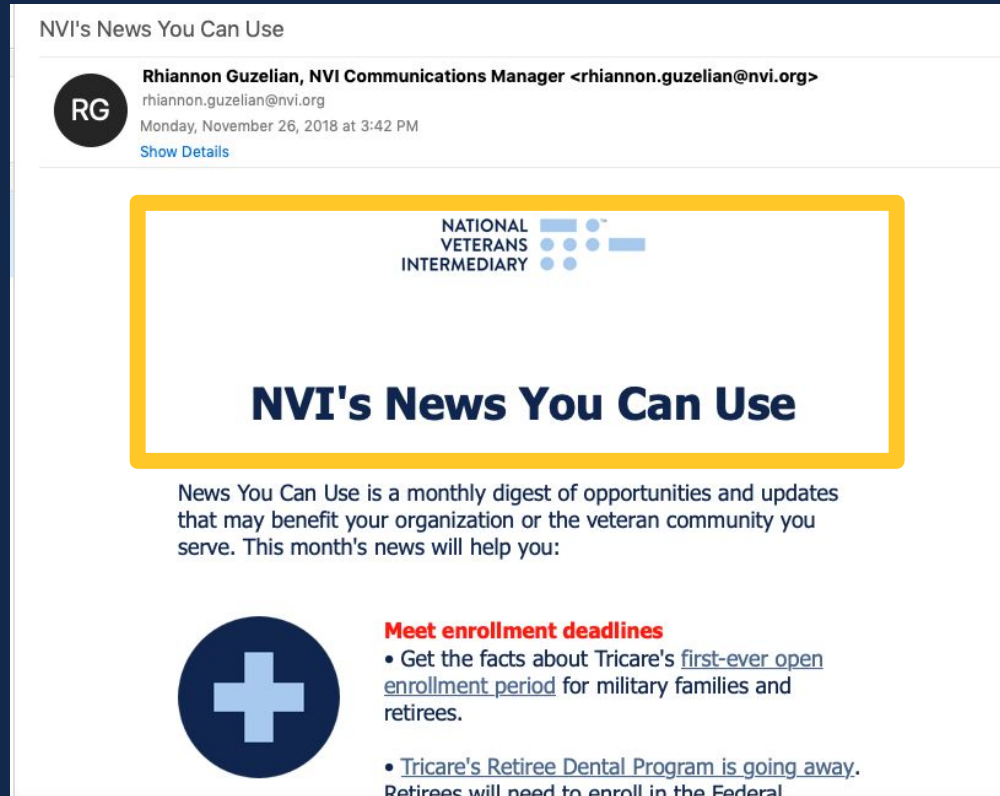 NVI's News You Can Use
RG
Rhiannon Guzelian, NVI Communications Manager <rhiannon.guzelian@nvi.org>
rhiannon.guzelian@nvi.org
Monday, November 26, 2018 at 3:42 PM
Show Details
NATIONAL
VETERANS
INTERMEDIARY
NVI's News You Can Use
News You Can Use is a monthly digest of opportunities and updates
that may benefit your organization or the veteran community you
serve. This month's news will help you:
Meet enrollment deadlines
• Get the facts about Tricare's first-ever open
enrollment period for military families and
retirees.
• Tricare's Retiree Dental Program is going away.
Retirees will need to enroll in the Federal